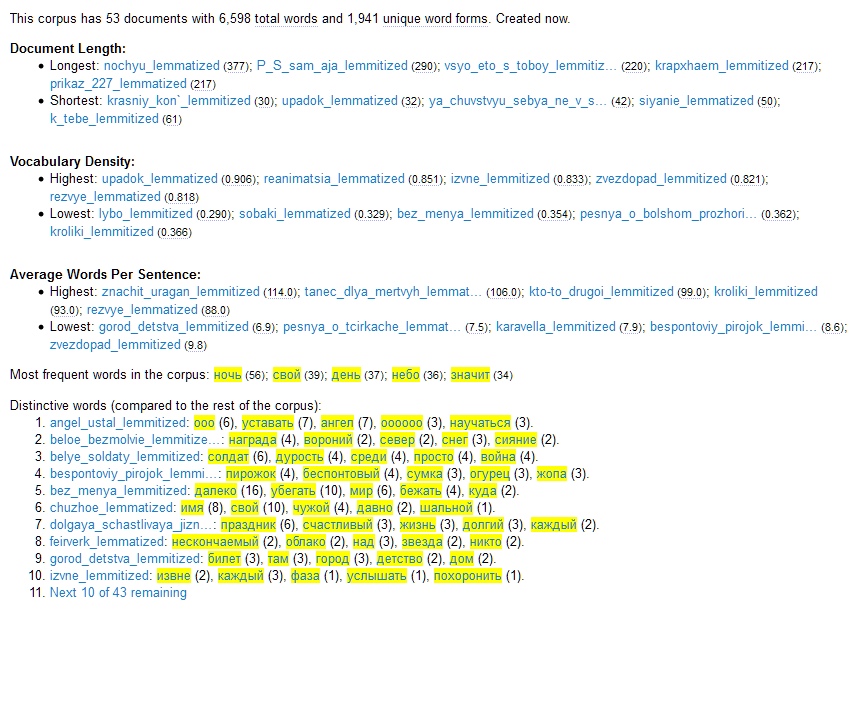 This corpus has 53 documents with 6,598 total words and 1,941 unique word forms. Created now.
Document Length:
• Longest: nochyu_lemmatized (377); P_S_sam_aja_lemmitized (290); vsyo_eto_s_toboy_lemmitiz... (220); krapxhaem_lemmitized (217);
prikaz_227_lemmatized (217)
• Shortest: krasniy_kon`_lemmitized (30); upadok_lemmatized (32); ya_chuvstvyu_sebya_ne_v_s... (42); siyanie_lemmatized (50);
k_tebe_lemmitized (61)
Vocabulary Density:
• Highest: upadok_lemmatized (0.906); reanimatsia_lemmatized (0.851); izvne_lemmitized (0.833); zvezdopad_lemmitized (0.821);
rezvye_lemmatized (0.818)
• Lowest: lybo_lemmitized (0.290); sobaki_lemmatized (0.329); bez_menya_lemmitized (0.354); pesnya_o_bolshom_prozhori... (0.362);
kroliki_lemmitized (0.366)
Average Words Per Sentence:
• Highest: znachit_uragan_lemmitized (114.0); tanec_dlya_mertvyh_lemmat... (106.0); kto-to_drugoi_lemmitized (99.0); kroliki_lemmitized
(93.0); rezvye_lemmatized (88.0)
• Lowest: gorod_detstva_lemmitized (6.9); pesnya_o_tcirkache_lemmat... (7.5); karavella_lemmitized (7.9); bespontoviy_pirojok_lemmi... (8.6);
zvezdopad_lemmitized (9.8)
Most frequent words in the corpus: ночь (56); свой (39); день (37); небо (36); значит (34)
Distinctive words (compared to the rest of the corpus):
1. angel_ustal_lemmitized: ооо (6), уставать (7), ангел (7), оооооо (3), научаться (3).
2. beloe_bezmolvie_lemmitize...: награда (4), вороний (2), север (2), снег (3), сияние (2).
3. belye_soldaty_lemmitized: солдат (6), дурость (4), среди (4), просто (4), война (4).
4. bespontoviy_pirojok_lemmi...: пирожок (4), беспонтовый (4), сумка (3), огурец (3), жопа (3).
5. bez_menya_lemmitized: далеко (16), убегать (10), мир (6), бежать (4), куда (2).
6. chuzhoe_lemmatized: имя (8), свой (10), чужой (4), давно (2), шальной (1).
7. dolgaya_schastlivaya_jizn...: праздник (6), счастливый (3), жизнь (3), долгий (3), каждый (2).
8. feirverk_lemmatized: нескончаемый (2), облако (2), над (3), звезда (2), никто (2).
9. gorod_detstva_lemmitized: билет (3), там (3), город (3), детство (2), дом (2).
10. izvne_lemmitized: извне (2), каждый (3), фаза (1), услышать (1), похоронить (1).
11. Next 10 of 43 remaining